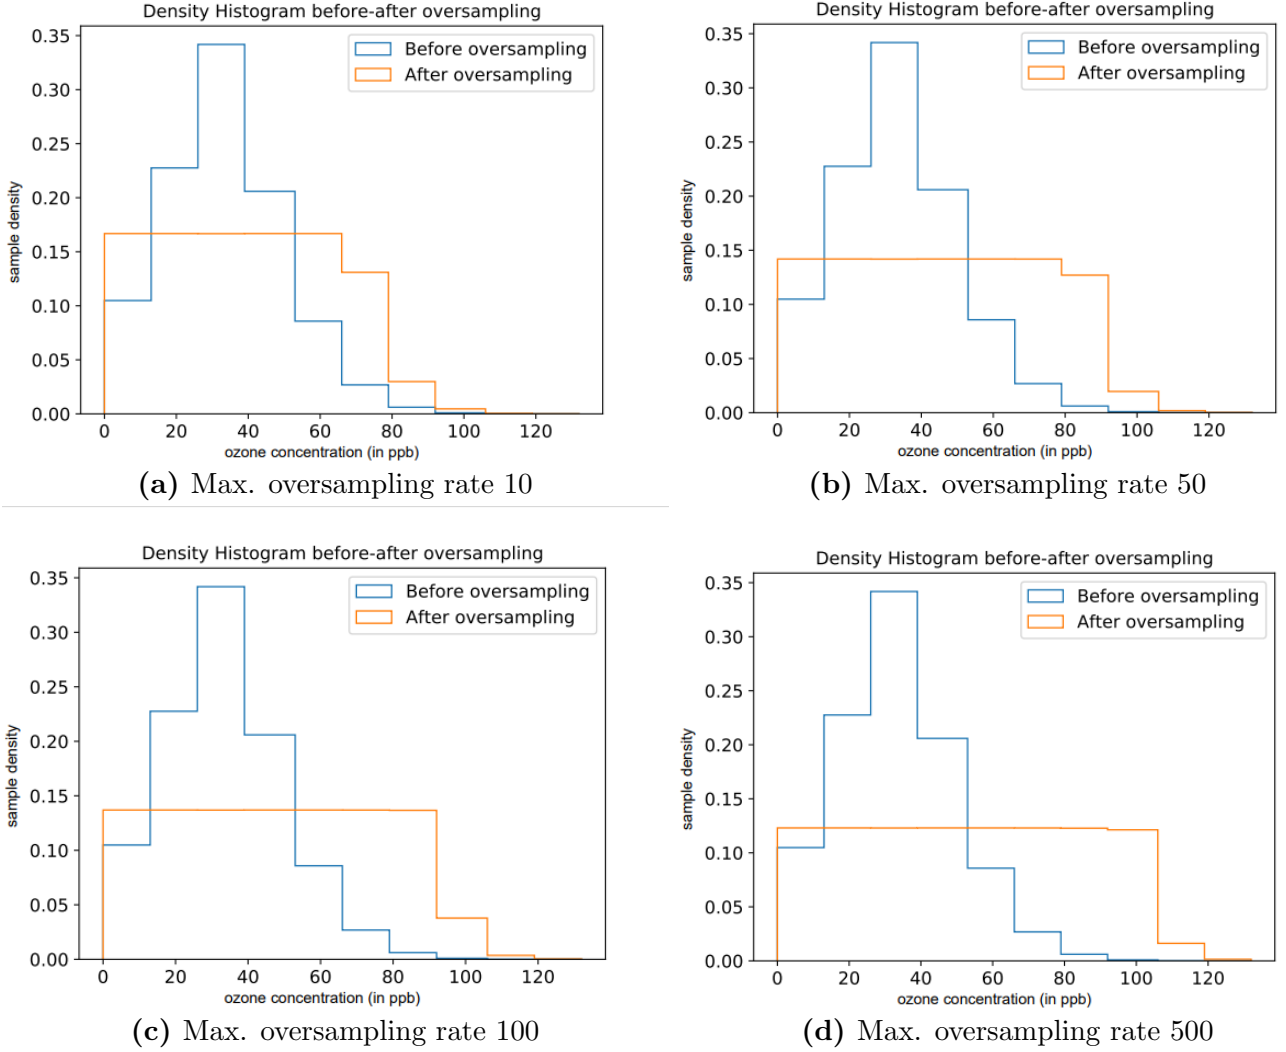 Density Histogram before-after oversampling
Before oversampling
After oversampling
sample density
0.35
0.30
0.25
0.20
0.15
0.10
0.05
0.00
0 20 40 60 80 100 120
ozone concentration (in ppb)
(a) Max. oversampling rate 10
Density Histogram before-after oversampling
Before oversampling
After oversampling
sample density
0.35
0.30
0.25
0.20
0.15
0.10
0.05
0.00
0 20 40 60 80 100 120
ozone concentration (in ppb)
(b) Max. oversampling rate 50
Density Histogram before-after oversampling
Before oversampling
After oversampling
sample density
0.35
0.30
0.25
0.20
0.15
0.10
0.05
0.00
0 20 40 60 80 100 120
ozone concentration (in ppb)
(c) Max. oversampling rate 100
Density Histogram before-after oversampling
Before oversampling
After oversampling
sample density
0.35
0.30
0.25
0.20
0.15
0.10
0.05
0.00
0 20 40 60 80 100 120
ozone concentration (in ppb)
(d) Max. oversampling rate 500